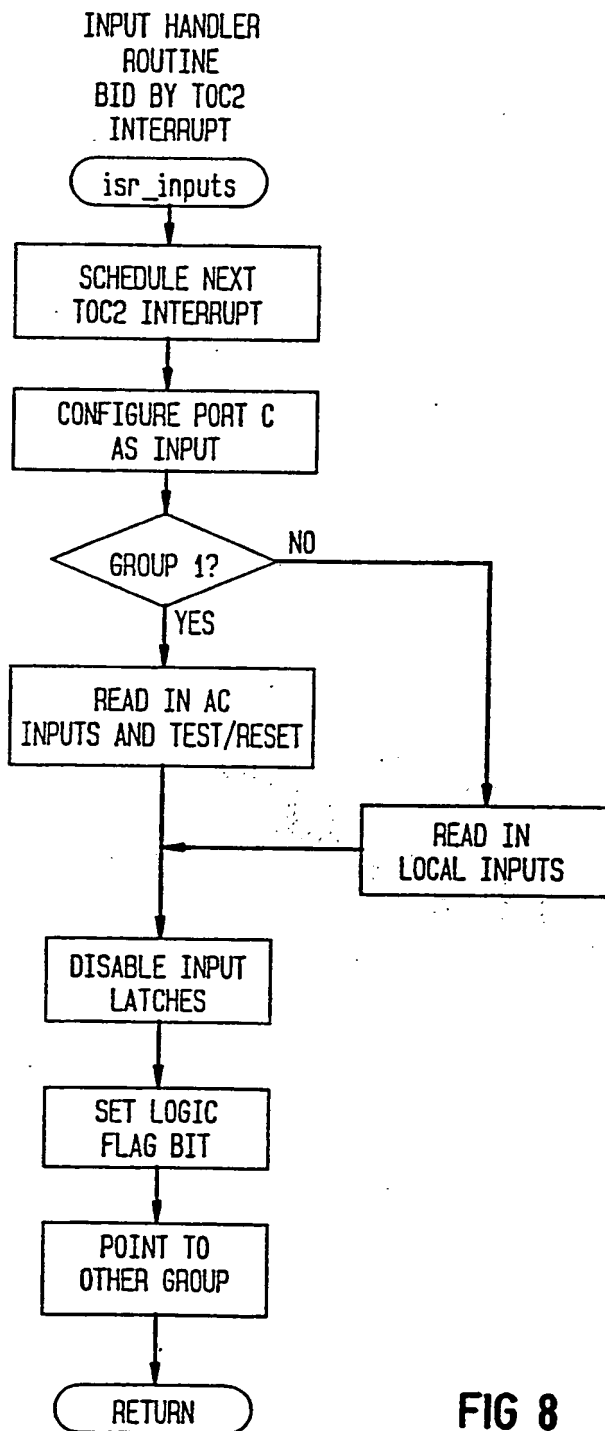 INPUT HANDLER
ROUTINE
BID BY TOC2
INTERRUPT
isr_inputs
SCHEDULE NEXT
TOC2 INTERRUPT
CONFIGURE PORT C
AS INPUT
GROUP 1?
NO
YES
READ IN AC
INPUTS AND TEST/RESET
READ IN
LOCAL INPUTS
DISABLE INPUT
LATCHES
SET LOGIC
FLAG BIT
POINT TO
OTHER GROUP
RETURN
FIG 8